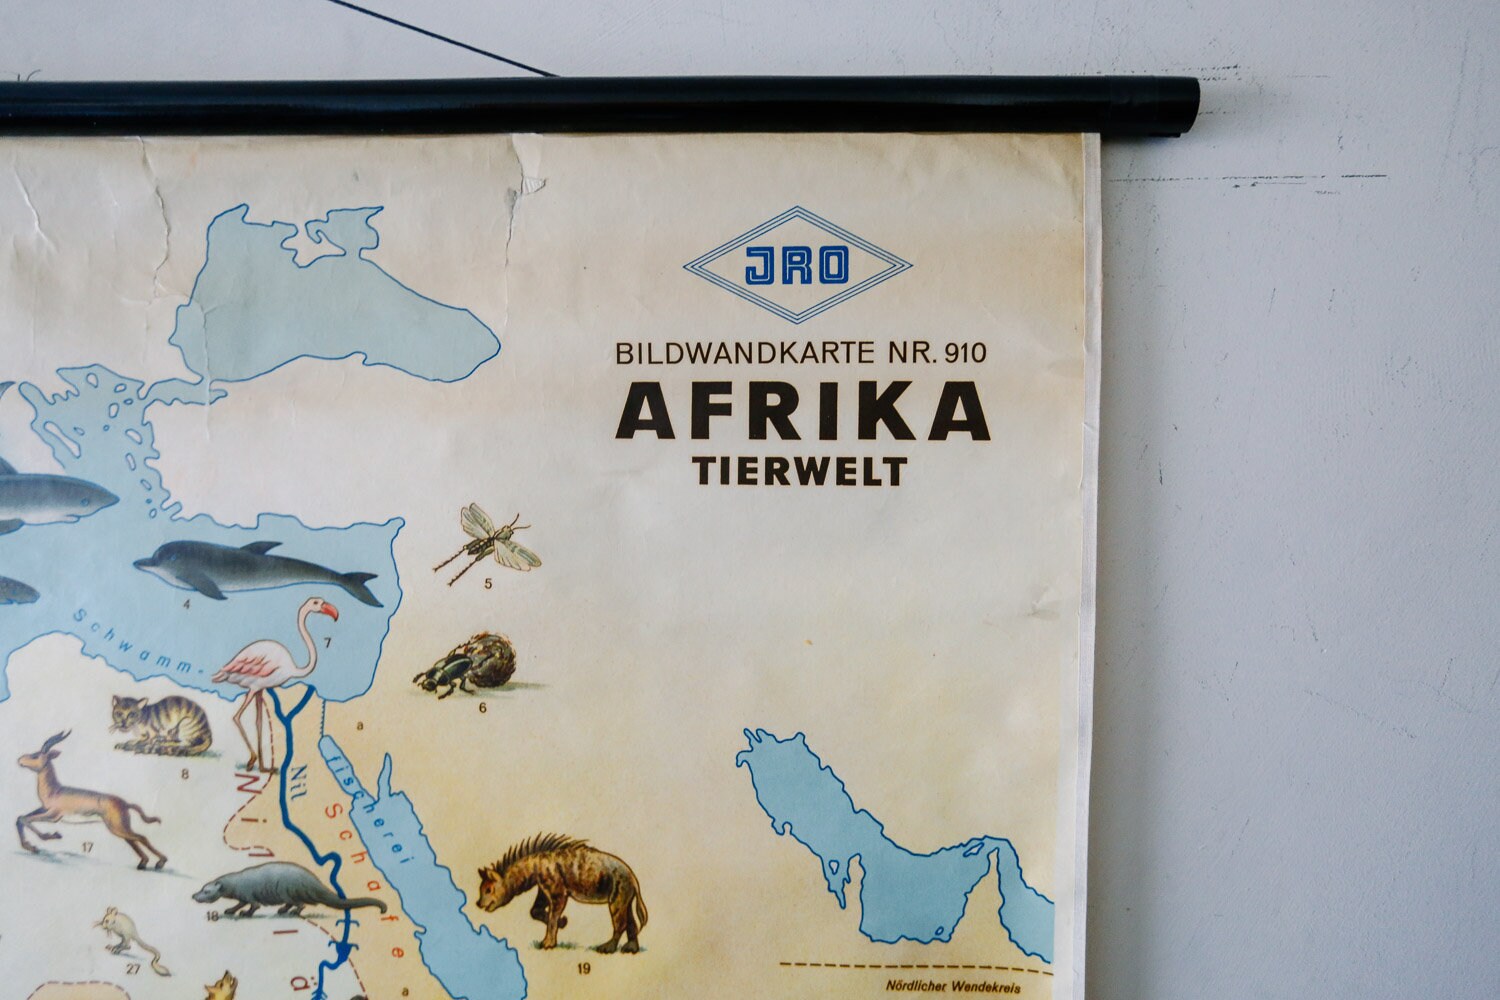 JRO
BILDWANDKARTE NR. 910
AFRIKA
TIERWELT
5
4
7
Schwamm-
fischerei
6
a
8
Nil
Schafe
17
18
19
27
a
Nördlicher Wendekreis